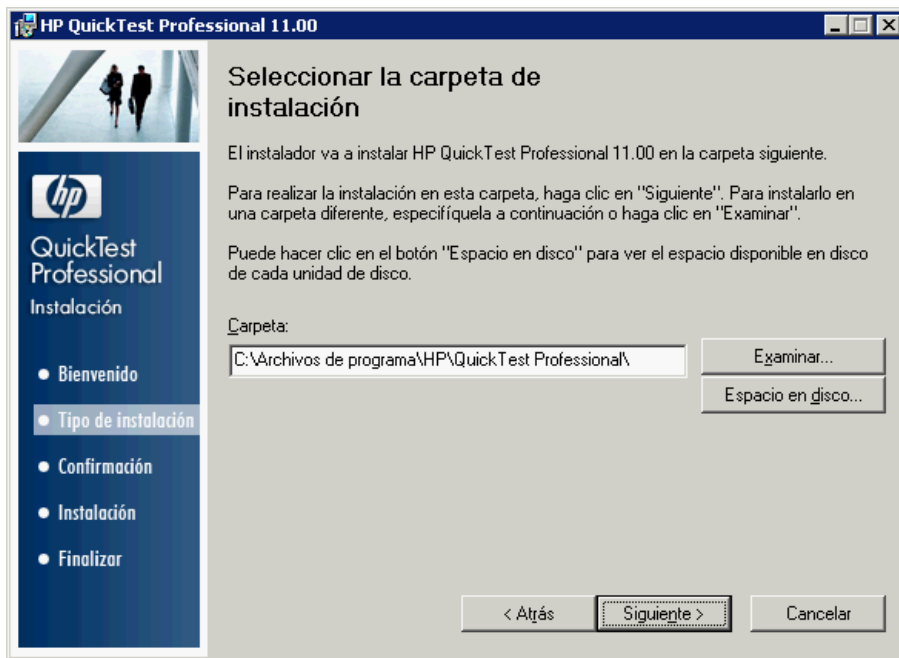 HP QuickTest Professional 11.00
Seleccionar la carpeta de
instalación
El instalador va a instalar HP QuickTest Professional 11.00 en la carpeta siguiente.
Para realizar la instalación en esta carpeta, haga clic en "Siguiente". Para instalarlo en
una carpeta diferente, especifíquela a continuación o haga clic en "Examinar".
Puede hacer clic en el botón "Espacio en disco" para ver el espacio disponible en disco
de cada unidad de disco.
Carpeta:
C:\Archivos de programa\HP\QuickTest Professional\
Examinar...
Espacio en disco...
hp
QuickTest
Professional
Instalación
Bienvenido
Tipo de instalación
Confirmación
Instalación
Finalizar
< Atrás
Siguiente >
Cancelar